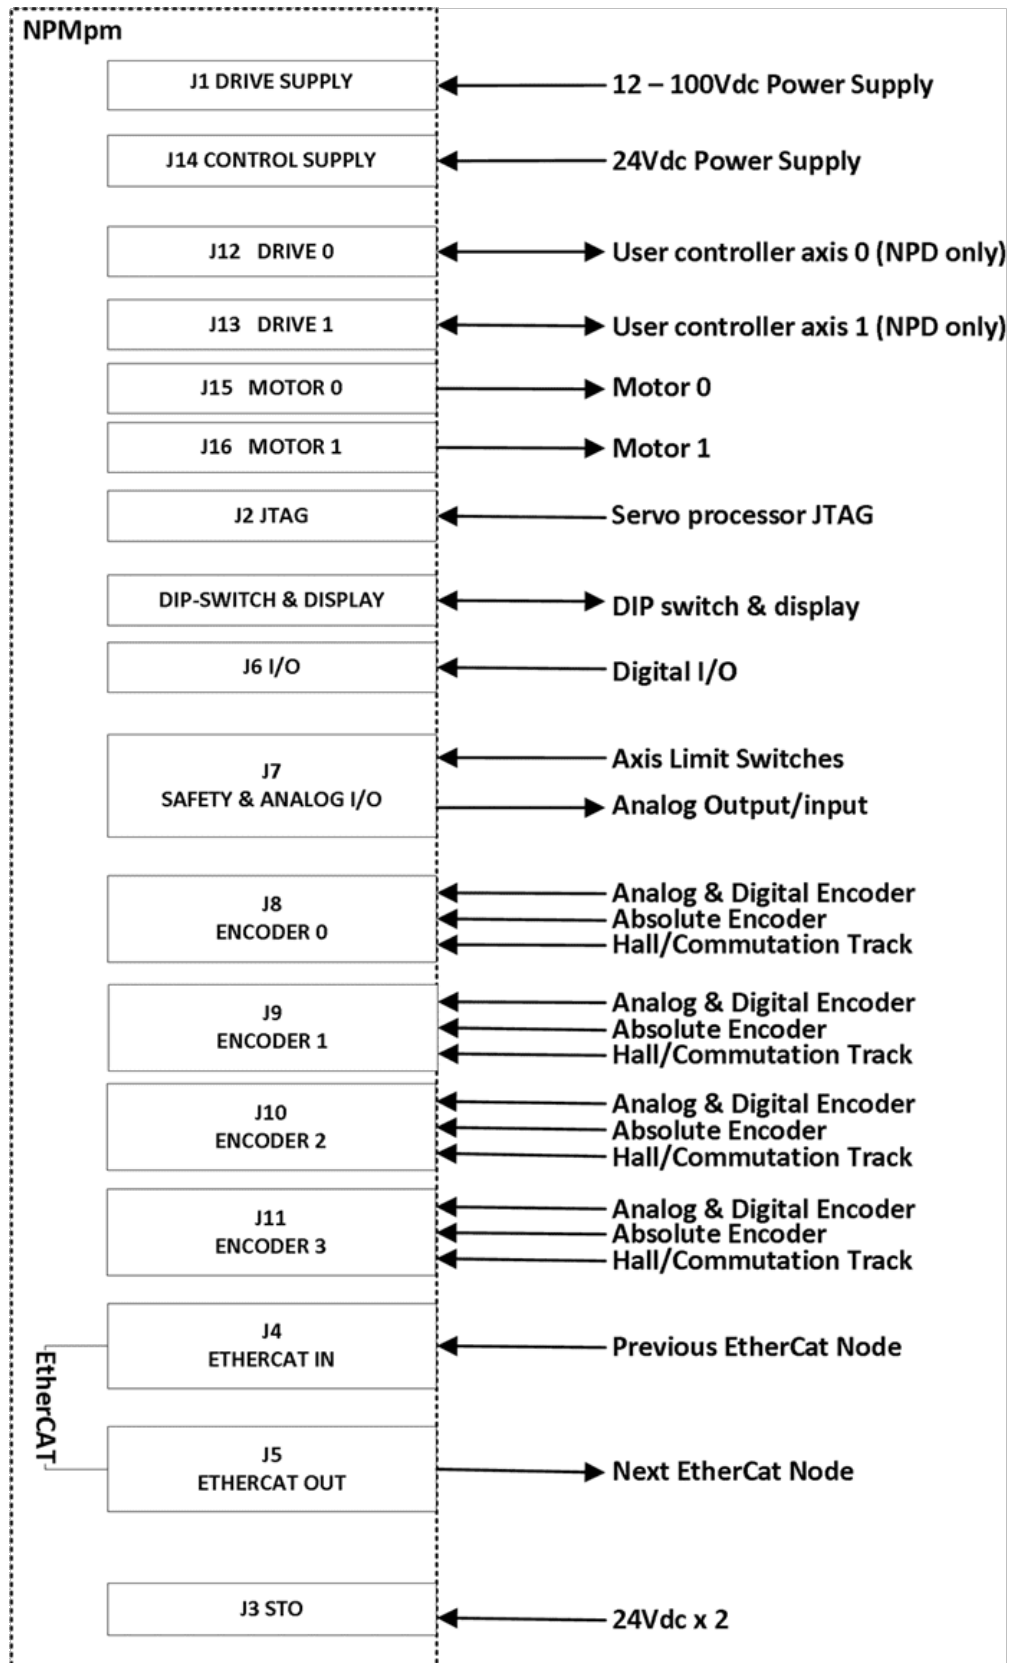 NPMpm
J1 DRIVE SUPPLY
12 – 100Vdc Power Supply
J14 CONTROL SUPPLY
24Vdc Power Supply
J12 DRIVE 0
User controller axis 0 (NPD only)
J13 DRIVE 1
User controller axis 1 (NPD only)
J15 MOTOR 0
Motor 0
J16 MOTOR 1
Motor 1
J2 JTAG
Servo processor JTAG
DIP-SWITCH & DISPLAY
DIP switch & display
J6 I/O
Digital I/O
J7
SAFETY & ANALOG I/O
Axis Limit Switches
Analog Output/input
J8
ENCODER 0
Analog & Digital Encoder
Absolute Encoder
Hall/Commutation Track
J9
ENCODER 1
Analog & Digital Encoder
Absolute Encoder
Hall/Commutation Track
J10
ENCODER 2
Analog & Digital Encoder
Absolute Encoder
Hall/Commutation Track
J11
ENCODER 3
Analog & Digital Encoder
Absolute Encoder
Hall/Commutation Track
EtherCAT
J4
ETHERCAT IN
Previous EtherCat Node
J5
ETHERCAT OUT
Next EtherCat Node
J3 STO
24Vdc x 2